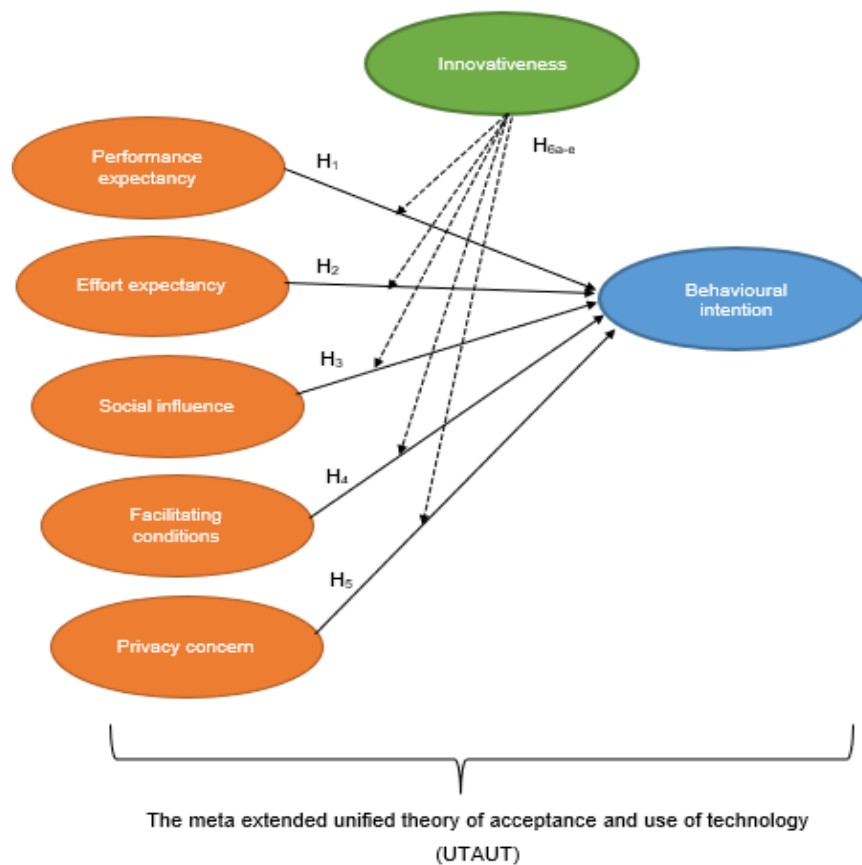 Innovativeness
H₆ₐ₋ₑ
Performance
expectancy
H₁
Effort expectancy
H₂
Behavioural
intention
Social influence
H₃
Facilitating
conditions
H₄
Privacy concern
H₅
The meta extended unified theory of acceptance and use of technology
(UTAUT)